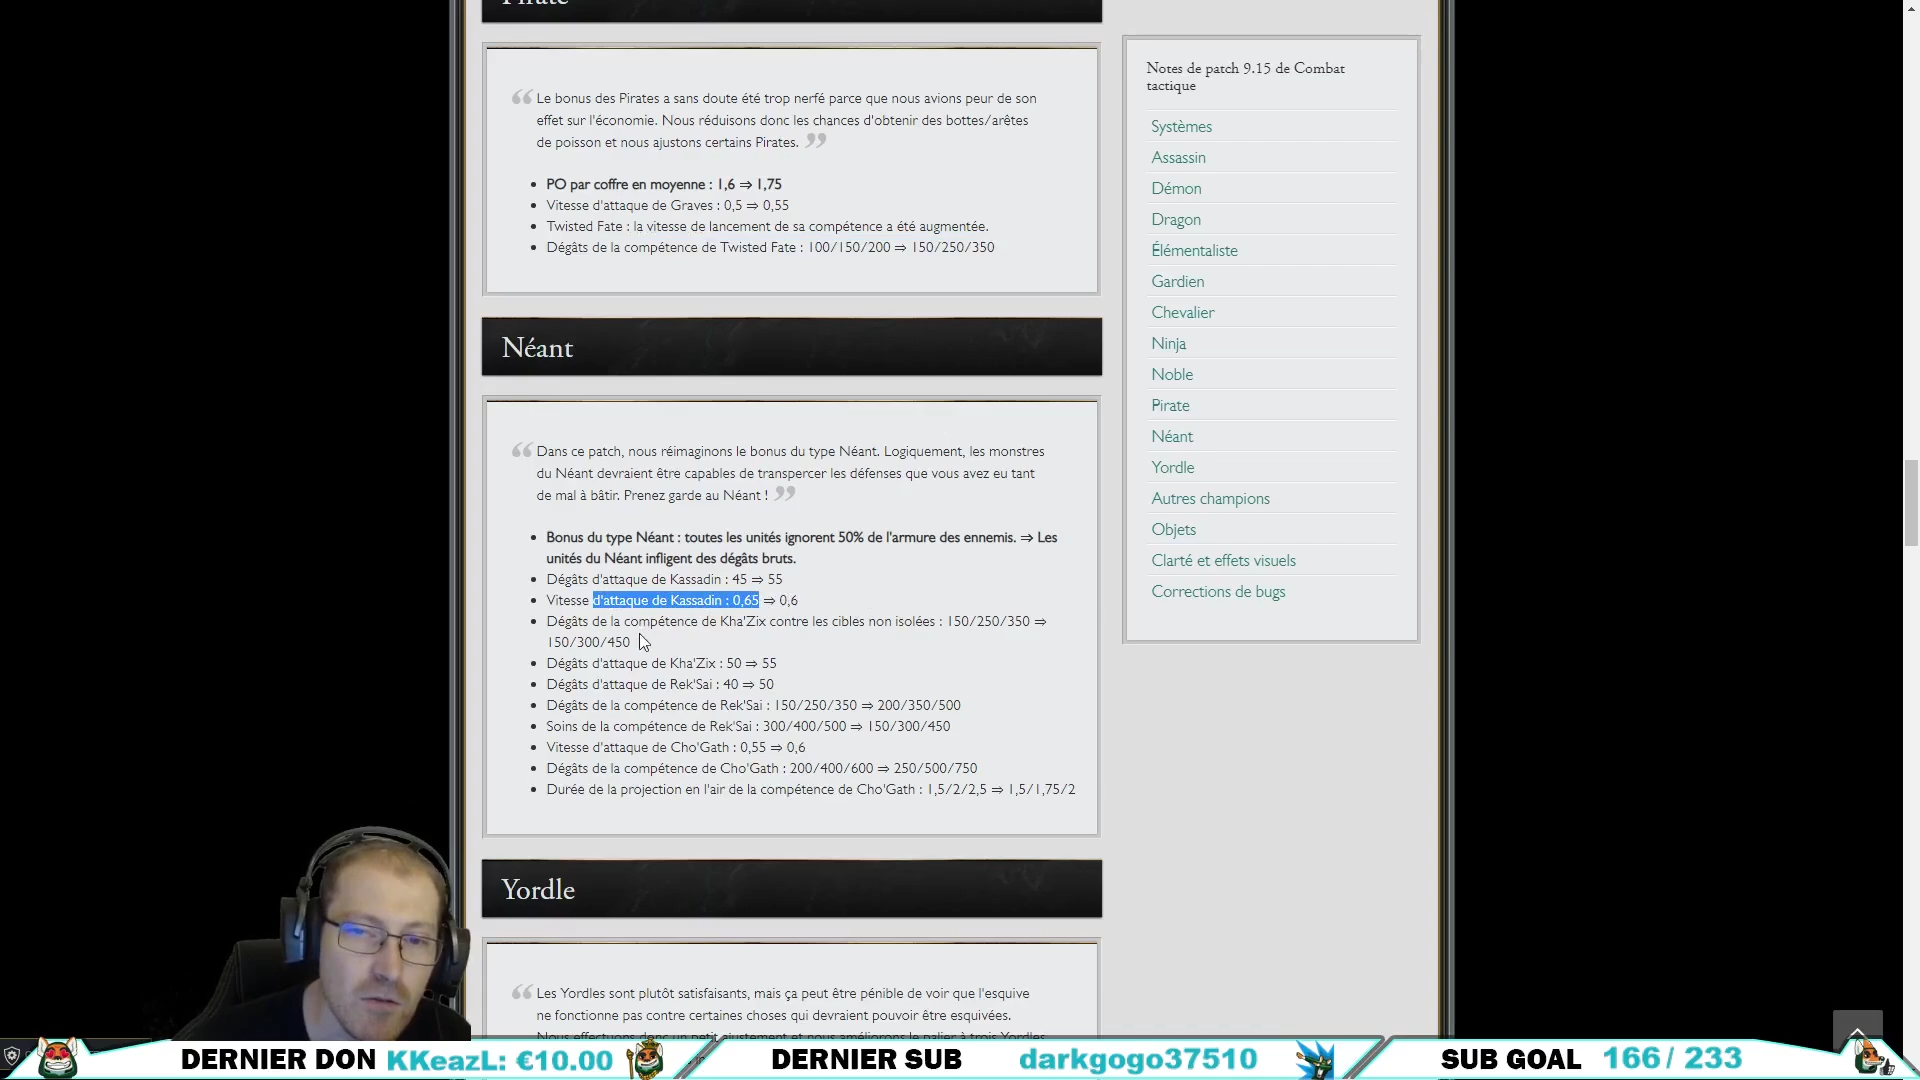 Pirate
Le bonus des Pirates a sans doute été trop nerfé parce que nous avions peur de son
effet sur l'économie. Nous réduisons donc les chances d'obtenir des bottes/arêtes
de poisson et nous ajustons certains Pirates.
PO par coffre en moyenne : 1,6 ⇒ 1,75
Vitesse d'attaque de Graves : 0,5 ⇒ 0,55
Twisted Fate : la vitesse de lancement de sa compétence a été augmentée.
Dégâts de la compétence de Twisted Fate : 100/150/200 ⇒ 150/250/350
Néant
Dans ce patch, nous réimaginons le bonus du type Néant. Logiquement, les monstres
du Néant devraient être capables de transpercer les défenses que vous avez eu tant
de mal à bâtir. Prenez garde au Néant !
Bonus du type Néant : toutes les unités ignorent 50% de l'armure des ennemis. ⇒ Les
unités du Néant infligent des dégâts bruts.
Dégâts d'attaque de Kassadin : 45 ⇒ 55
Vitesse d'attaque de Kassadin : 0,65 ⇒ 0,6
Dégâts de la compétence de Kha'Zix contre les cibles non isolées : 150/250/350 ⇒
150/300/450
Dégâts d'attaque de Kha'Zix : 50 ⇒ 55
Dégâts d'attaque de Rek'Sai : 40 ⇒ 50
Dégâts de la compétence de Rek'Sai : 150/250/350 ⇒ 200/350/500
Soins de la compétence de Rek'Sai : 300/400/500 ⇒ 150/300/450
Vitesse d'attaque de Cho'Gath : 0,55 ⇒ 0,6
Dégâts de la compétence de Cho'Gath : 200/400/600 ⇒ 250/500/750
Durée de la projection en l'air de la compétence de Cho'Gath : 1,5/2/2,5 ⇒ 1,5/1,75/2
Yordle
Les Yordles sont plutôt satisfaisants, mais ça peut être pénible de voir que l'esquive
ne fonctionne pas contre certaines choses qui devraient pouvoir être esquivées.
Nous effectuons donc un petit ajustement et nous améliorons le palier à trois Yordles
Notes de patch 9.15 de Combat
tactique
Systèmes
Assassin
Démon
Dragon
Élémentaliste
Gardien
Chevalier
Ninja
Noble
Pirate
Néant
Yordle
Autres champions
Objets
Clarté et effets visuels
Corrections de bugs
DERNIER DON KKeazL: €10.00
DERNIER SUB darkgogo37510
SUB GOAL 166 / 233